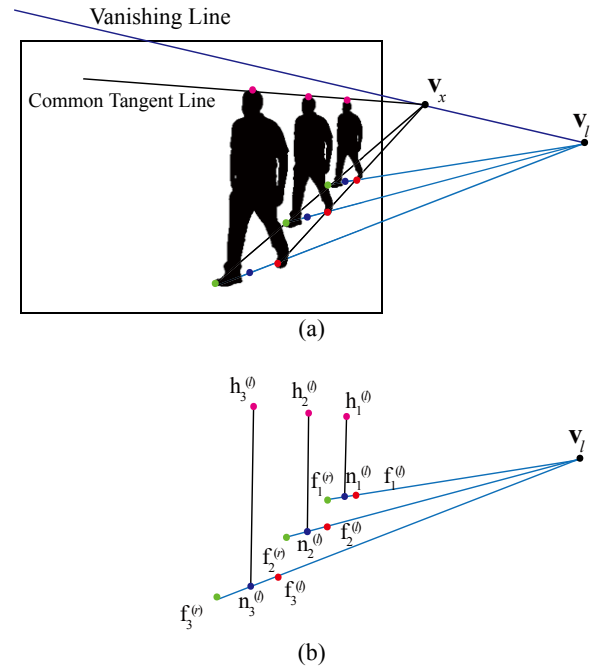 Vanishing Line
v_x
Common Tangent Line
v_l
(a)
h_3^(l) h_2^(l) h_1^(l)
v_l
f_1^(r) n_1^(l) f_1^(l)
f_2^(r) n_2^(l) f_2^(l)
f_3^(r) n_3^(l) f_3^(l)
(b)